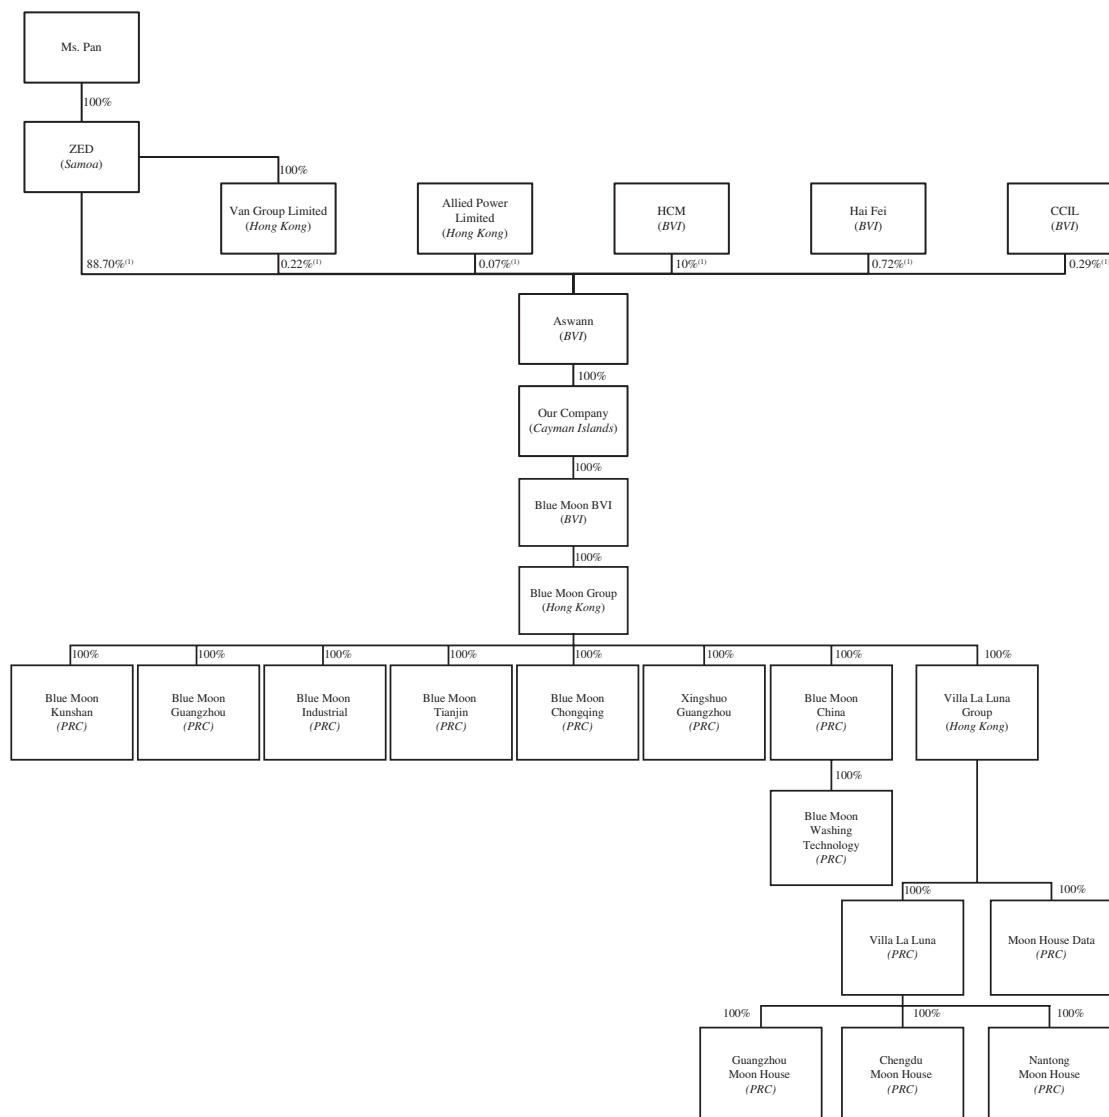 Ms. Pan
100%
ZED
(Samoa)
100%
Van Group Limited
(Hong Kong)
Allied Power
Limited
(Hong Kong)
HCM
(BVI)
Hai Fei
(BVI)
CCIL
(BVI)
88.70%(1)
0.22%(1)
0.07%(1)
10%(1)
0.72%(1)
0.29%(1)
Aswann
(BVI)
100%
Our Company
(Cayman Islands)
100%
Blue Moon BVI
(BVI)
100%
Blue Moon Group
(Hong Kong)
100%
100%
100%
100%
100%
100%
100%
100%
Blue Moon
Kunshan
(PRC)
Blue Moon
Guangzhou
(PRC)
Blue Moon
Industrial
(PRC)
Blue Moon
Tianjin
(PRC)
Blue Moon
Chongqing
(PRC)
Xingshuo
Guangzhou
(PRC)
Blue Moon
China
(PRC)
Villa La Luna
Group
(Hong Kong)
100%
Blue Moon
Washing
Technology
(PRC)
100%
100%
Villa La Luna
(PRC)
Moon House Data
(PRC)
100%
100%
100%
Guangzhou
Moon House
(PRC)
Chengdu
Moon House
(PRC)
Nantong
Moon House
(PRC)